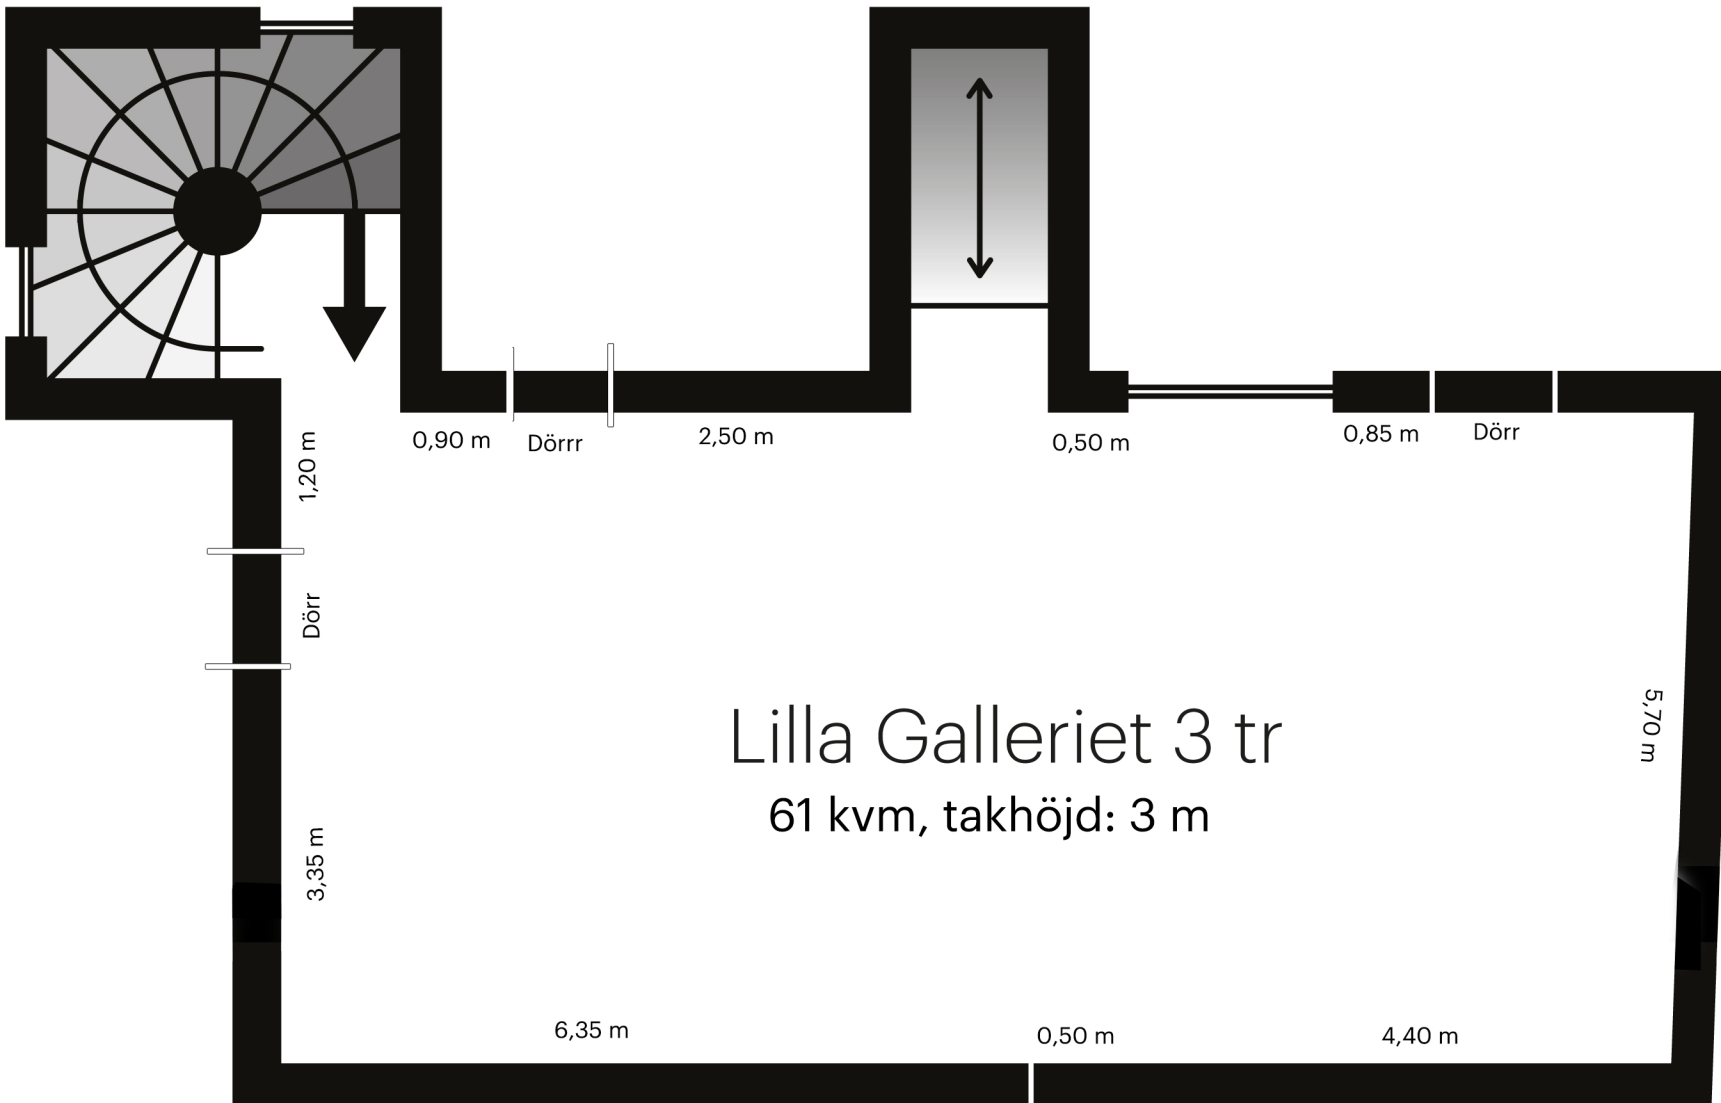 0,90 m
Dörrr
2,50 m
0,50 m
0,85 m
Dörr
1,20 m
Dörr
5,70 m
Lilla Galleriet 3 tr
61 kvm, takhöjd: 3 m
3,35 m
6,35 m
0,50 m
4,40 m